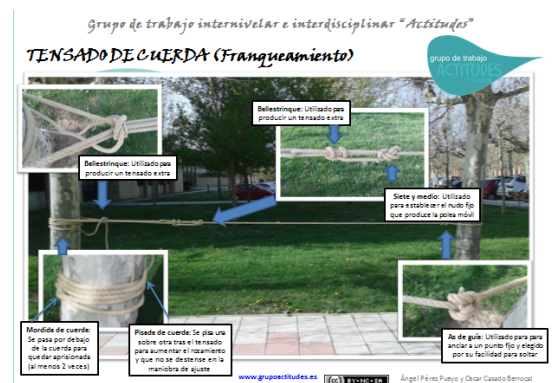 Grupo de trabajo internivelar e interdisciplinar “Actitudes”
TENSADO DE CUERDA (Franqueamiento)
grupo de trabajo
ACTITUDES
Ballestrinque: Utilizado para
producir un tensado extra
Ballestrinque: Utilizado para
producir un tensado extra
Siete y medio: Utilizado
para establecer el nudo fijo
que produce la polea móvil
Mordida de cuerda:
Se pasa por debajo
de la cuerda para
quedar aprisionada
(al menos 2 veces)
Pisada de cuerda: Se pisa una
sobre otra tras el tensado
para aumentar el rozamiento
y que no se destense en la
maniobra de ajuste
As de guía: Utilizado para para
anclar a un punto fijo y elegido
por su facilidad para soltar
www.grupoactitudes.es
(cc) BY-NC-SA
Ángel Pérez Pueyo y Oscar Casado Berrocal